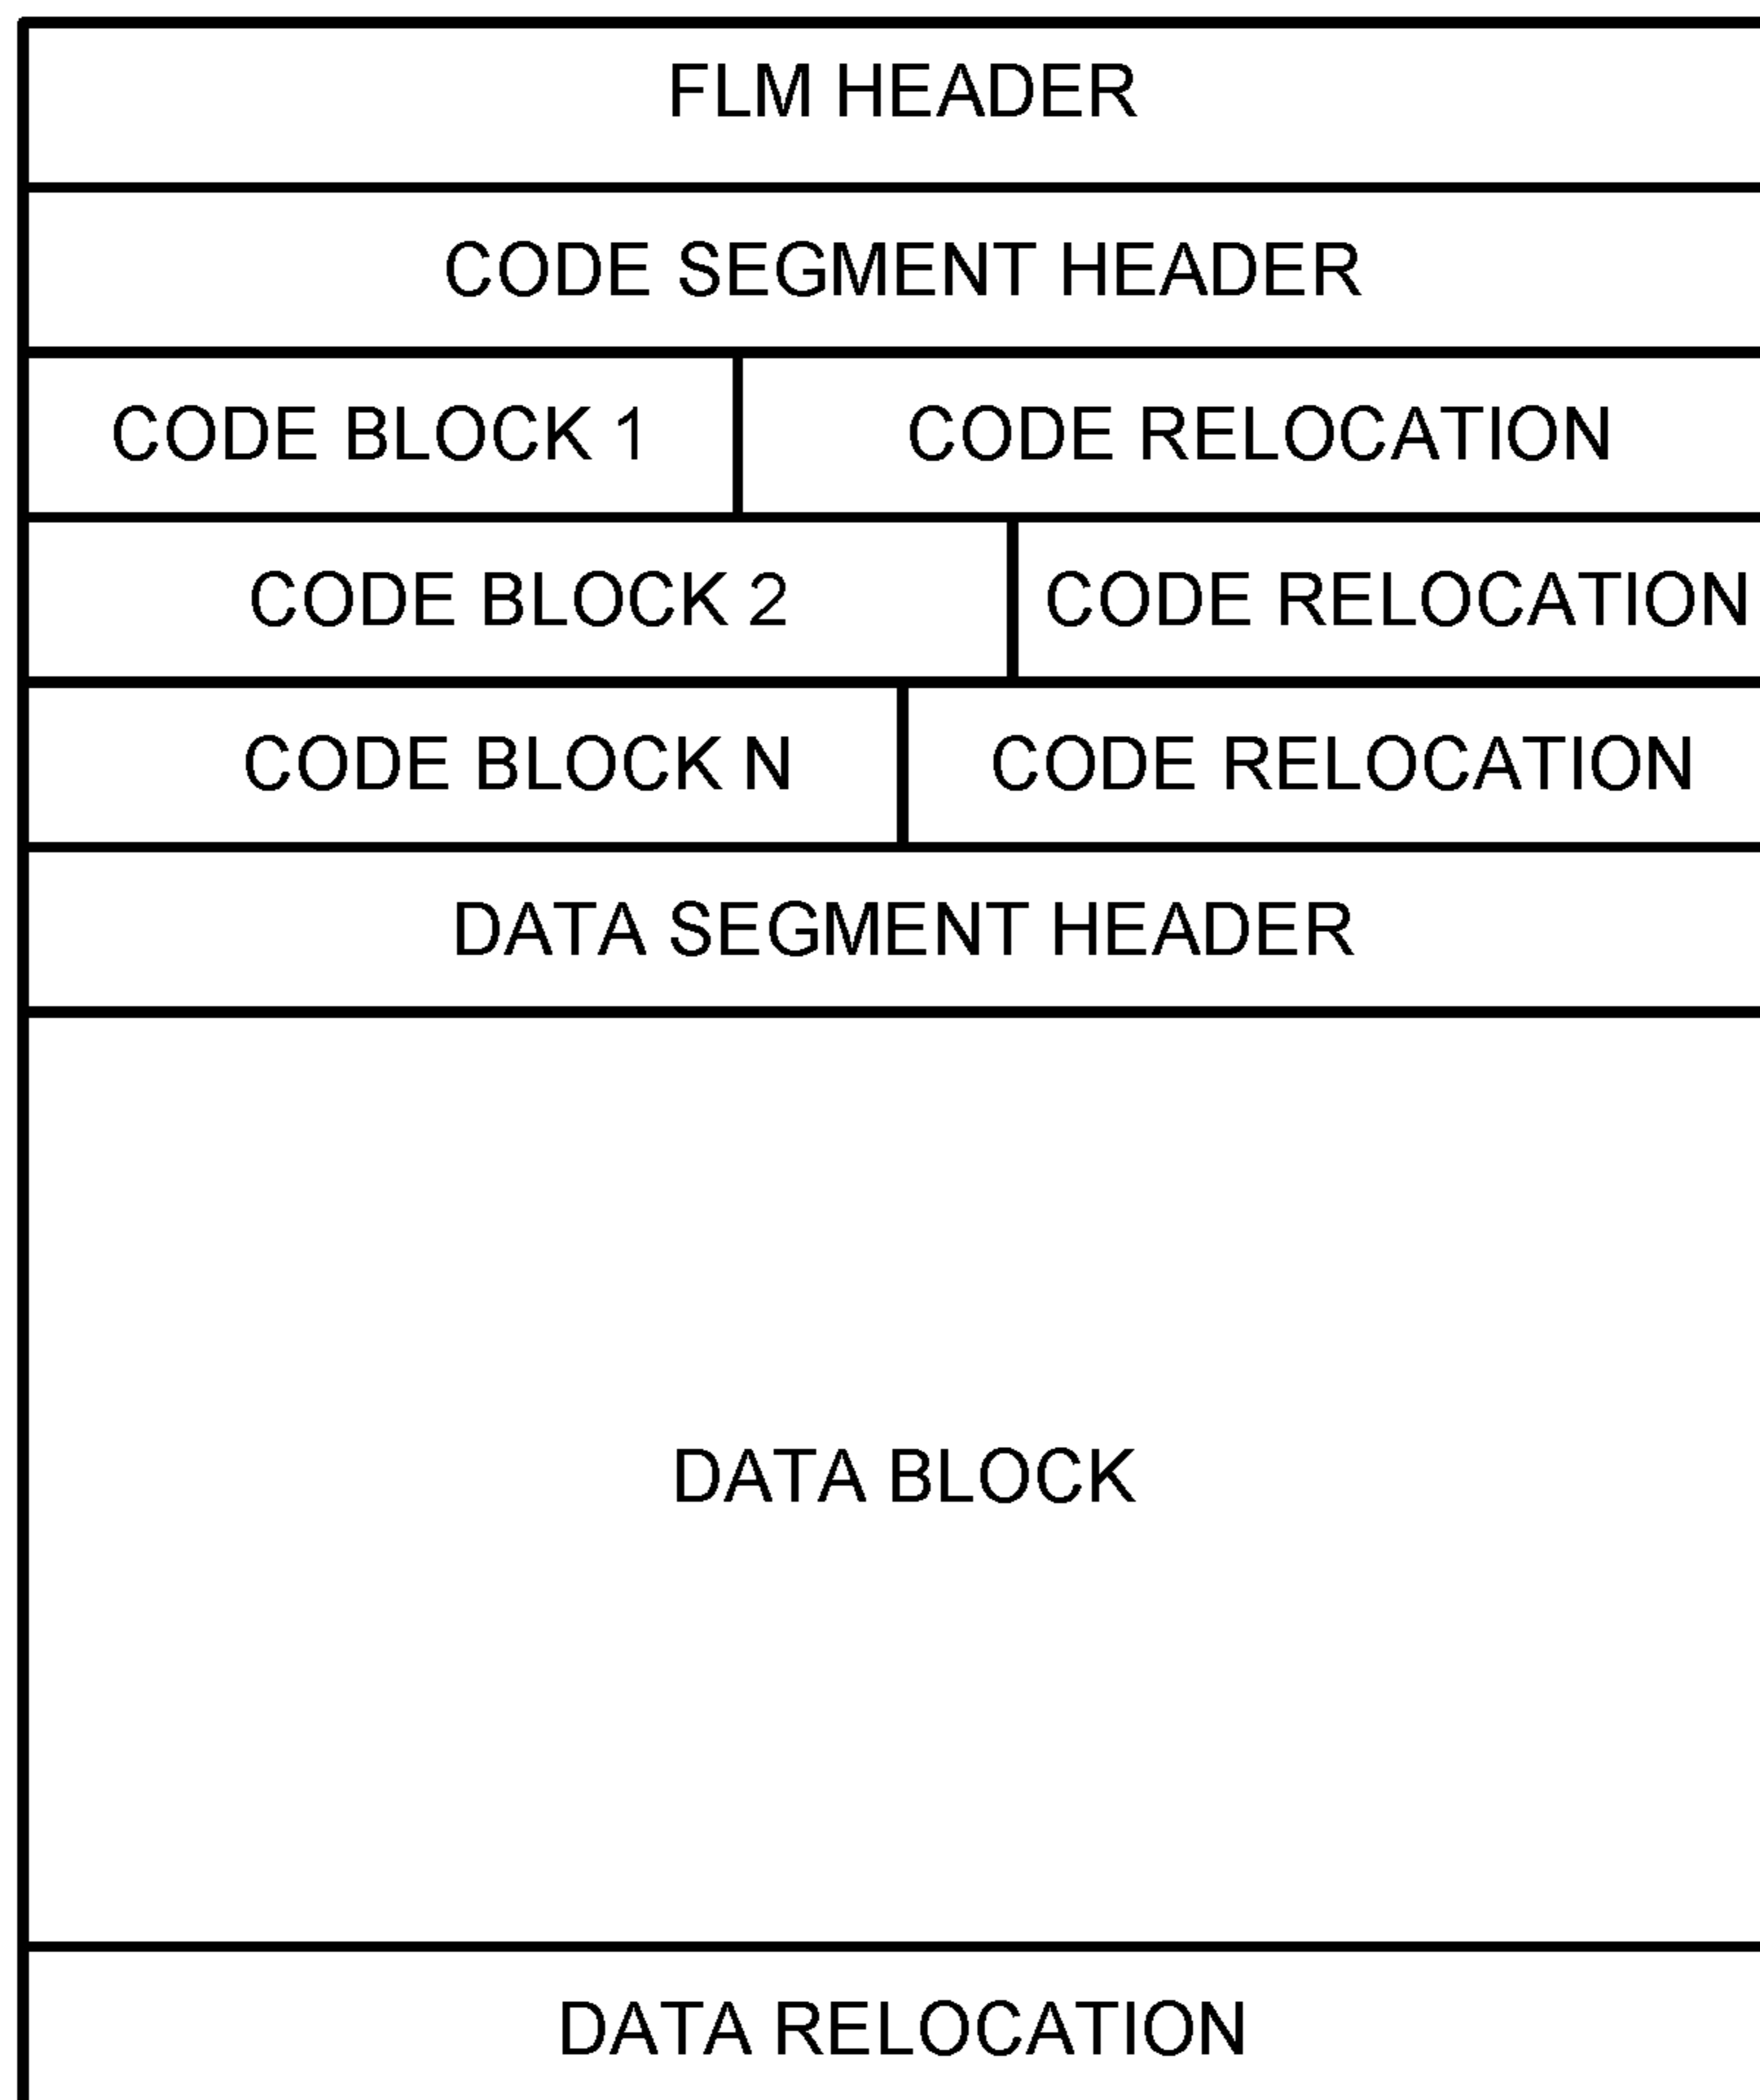 FLM HEADER
CODE SEGMENT HEADER
CODE BLOCK 1 CODE RELOCATION
CODE BLOCK 2 CODE RELOCATION
CODE BLOCK N CODE RELOCATION
DATA SEGMENT HEADER
DATA BLOCK
DATA RELOCATION